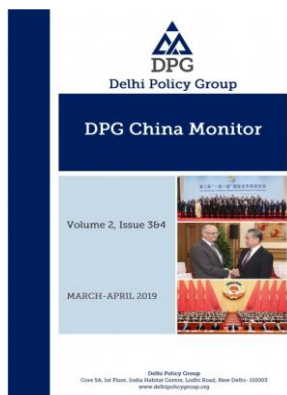 DPG
Delhi Policy Group
DPG China Monitor
Volume 2, Issue 3&4
MARCH-APRIL 2019
Delhi Policy Group
Core 5A, 1st Floor, India Habitat Centre, Lodhi Road, New Delhi- 110003
www.delhipolicygroup.org